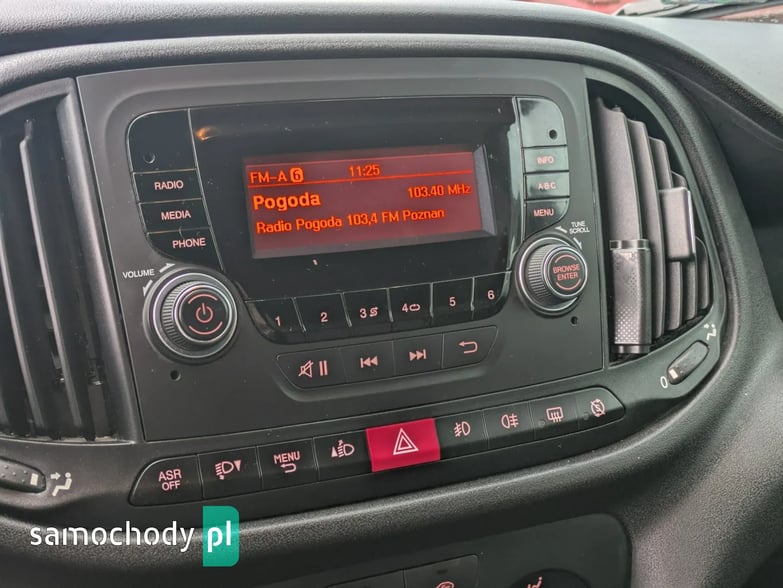 FM-A 6 11:25
Pogoda 103.40 MHz
Radio Pogoda 103,4 FM Poznan
RADIO
MEDIA
PHONE
INFO
A-B-C
MENU
VOLUME
TUNE
SCROLL
BROWSE
ENTER
1 2 3 4 5 6
0
ASR
OFF
MENU
samochody pl